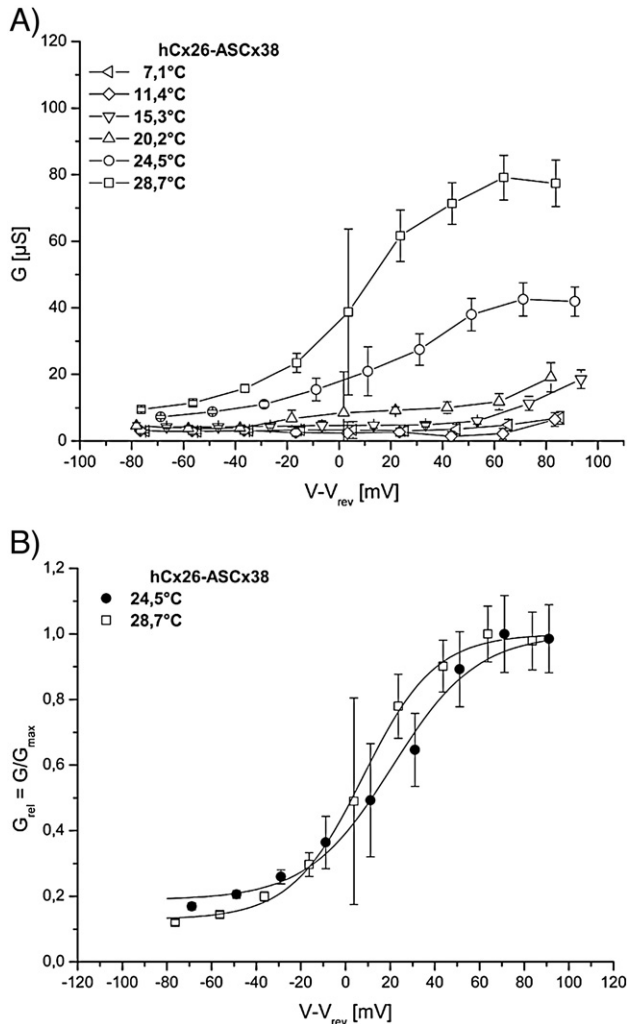 A)
hCx26-ASCx38
7,1°C
11,4°C
15,3°C
20,2°C
24,5°C
28,7°C
120
100
80
60
40
20
0
G [µS]
-100 -80 -60 -40 -20 0 20 40 60 80 100
V-Vrev [mV]
B)
hCx26-ASCx38
24,5°C
28,7°C
1,2
1,0
0,8
0,6
0,4
0,2
0,0
Grel = G/Gmax
-120 -100 -80 -60 -40 -20 0 20 40 60 80 100 120
V-Vrev [mV]